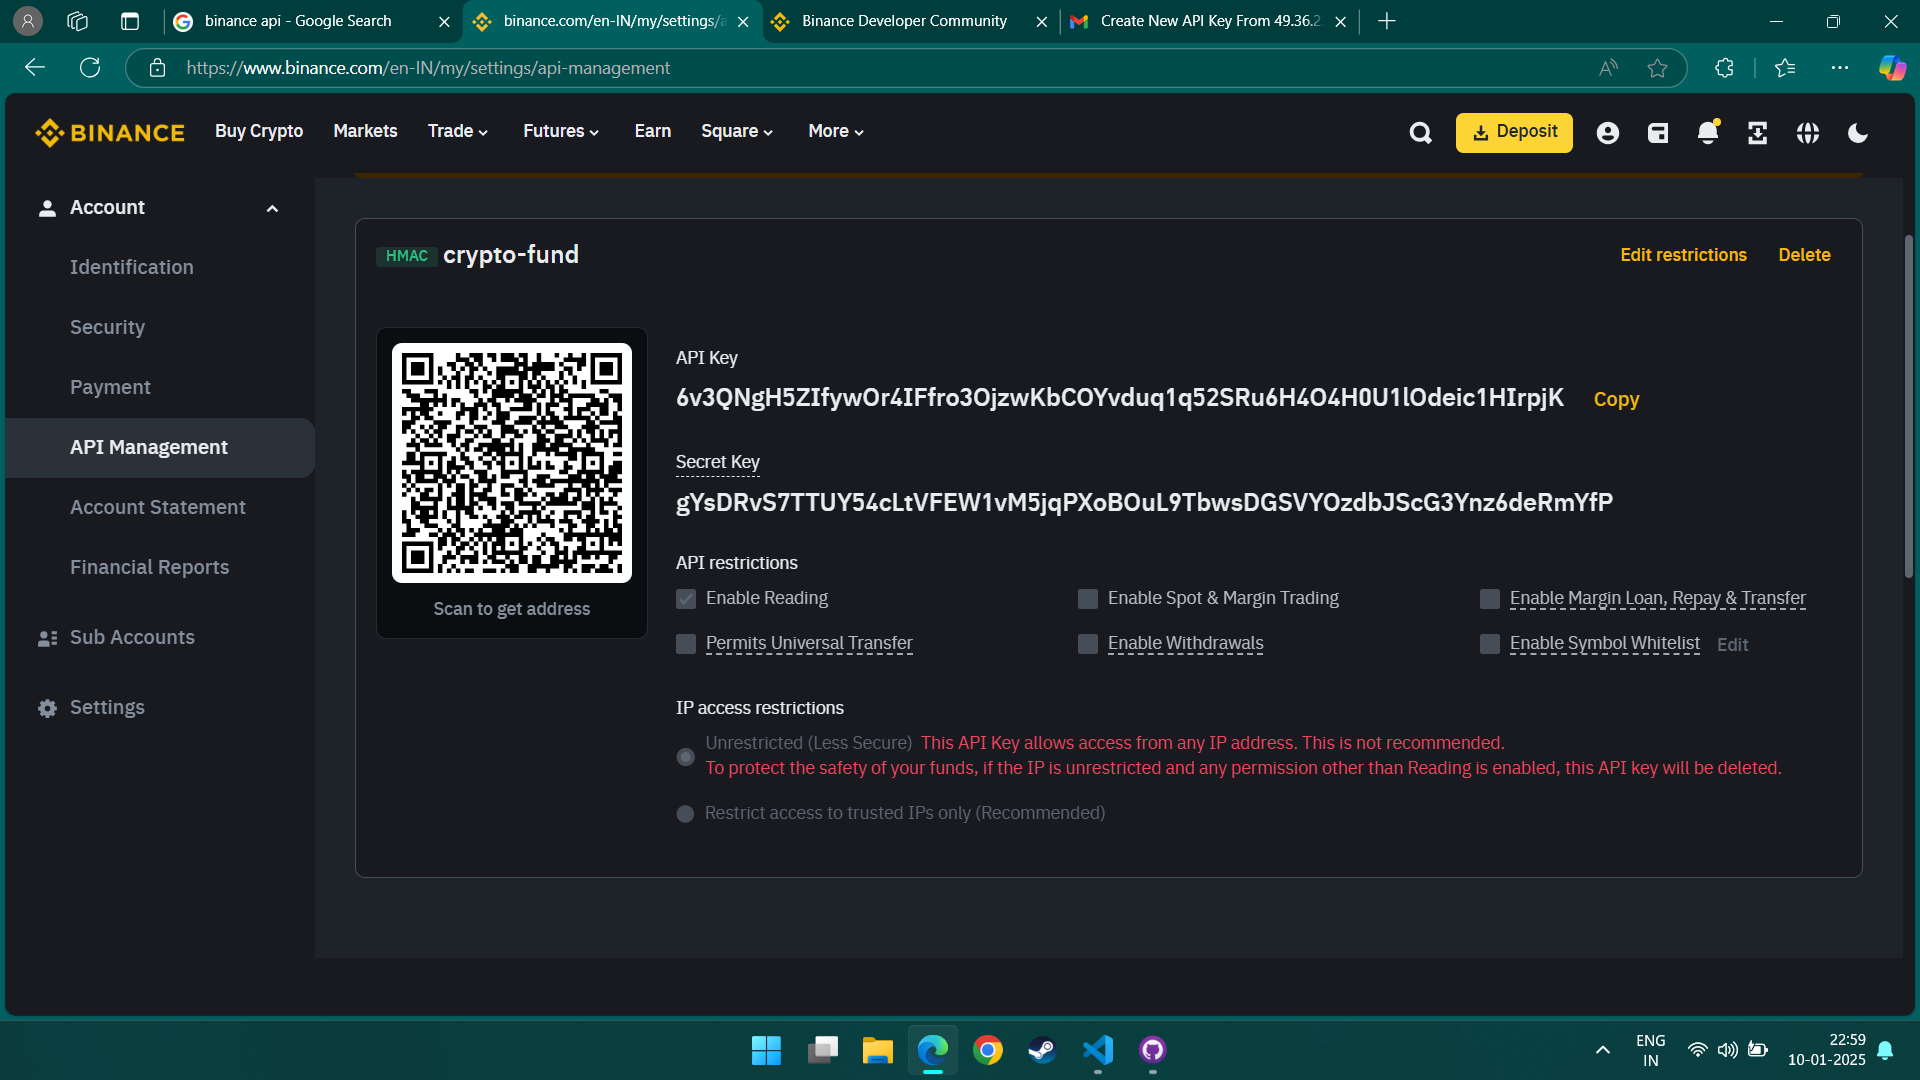 binance api - Google Search
binance.com/en-IN/my/settings/a
Binance Developer Community
Create New API Key From 49.36.2
https://www.binance.com/en-IN/my/settings/api-management
BINANCE
Buy Crypto
Markets
Trade
Futures
Earn
Square
More
Deposit
Account
Identification
Security
Payment
API Management
Account Statement
Financial Reports
Sub Accounts
Settings
HMAC crypto-fund
Edit restrictions
Delete
Scan to get address
API Key
6v3QNgH5ZIfywOr4IFfro3OjzwKbCOYvduq1q52SRu6H4O4H0U1lOdeic1HIrpjK Copy
Secret Key
gYsDRvS7TTUY54cLtVFEW1vM5jqPXoBOuL9TbwsDGSVYOzdbJScG3Ynz6deRmYfP
API restrictions
Enable Reading
Enable Spot & Margin Trading
Enable Margin Loan, Repay & Transfer
Permits Universal Transfer
Enable Withdrawals
Enable Symbol Whitelist Edit
IP access restrictions
Unrestricted (Less Secure) This API Key allows access from any IP address. This is not recommended.
To protect the safety of your funds, if the IP is unrestricted and any permission other than Reading is enabled, this API key will be deleted.
Restrict access to trusted IPs only (Recommended)
ENG
IN
22:59
10-01-2025